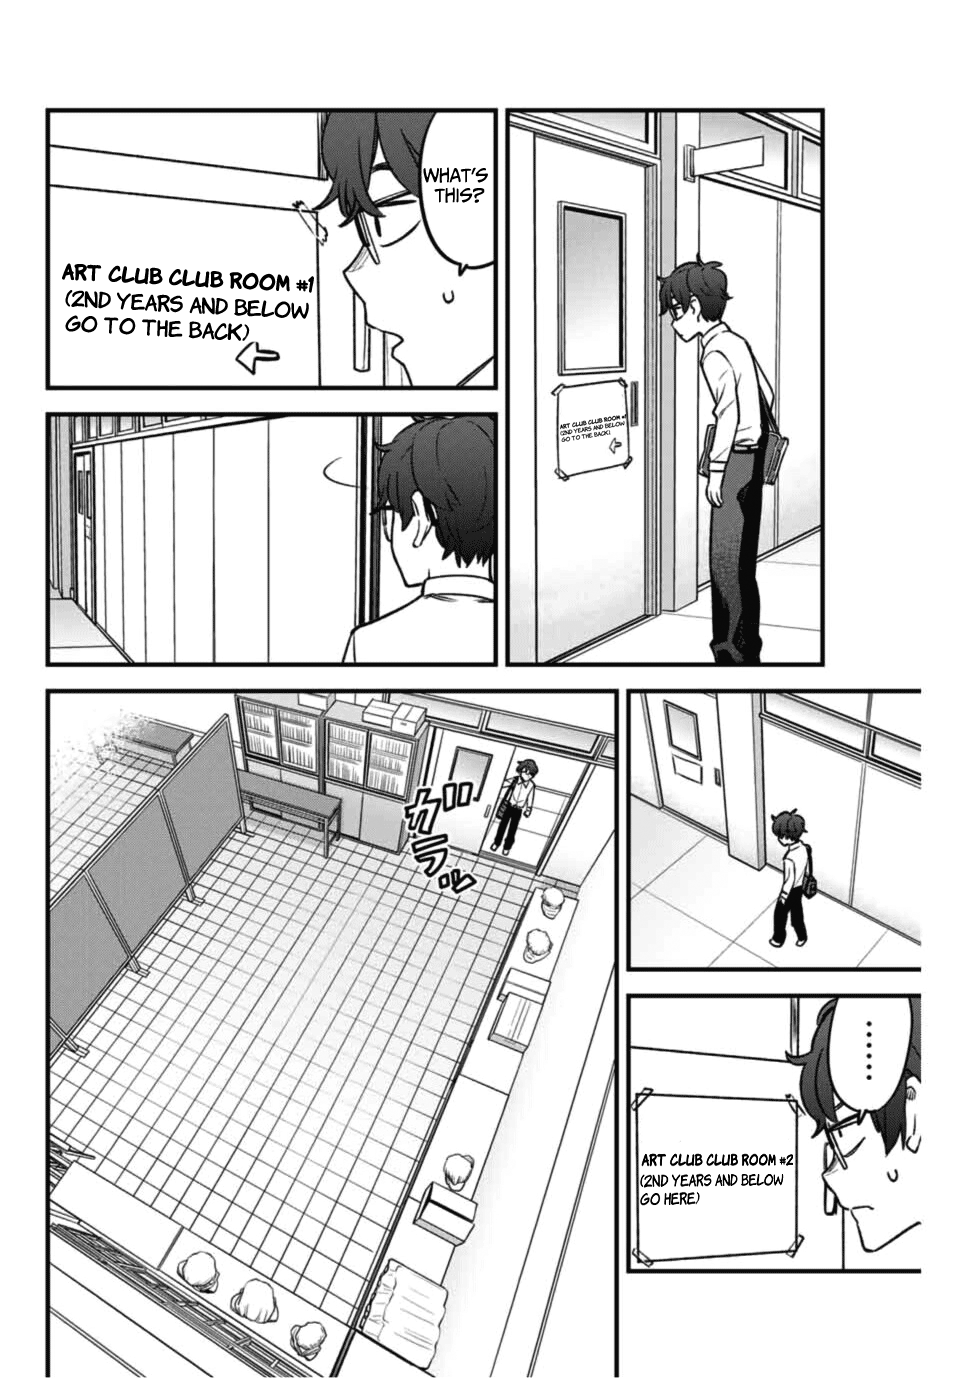 ART CLUB CLUB ROOM #1
(2ND YEARS AND BELOW
GO TO THE BACK)
WHAT'S
THIS?
ART CLUB CLUB ROOM #1
(2ND YEARS AND BELOW
GO TO THE BACK)
ガ
ラッ
゛
......
ART CLUB CLUB ROOM #2
(2ND YEARS AND BELOW
GO HERE)